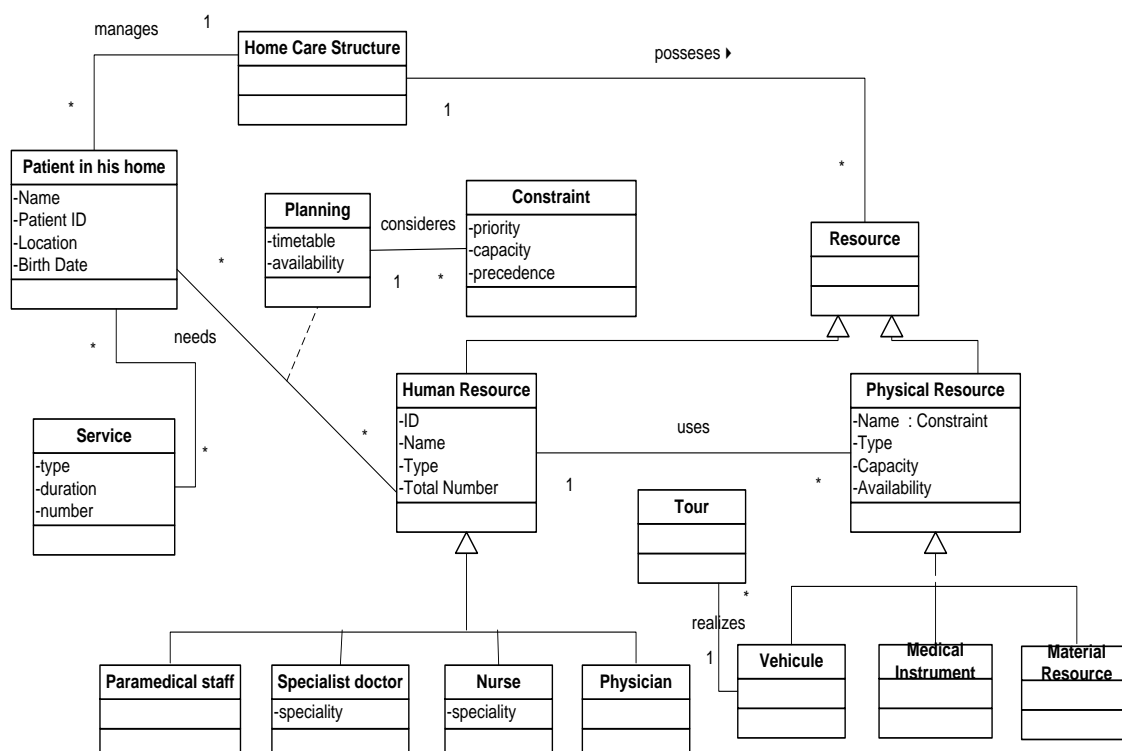 manages
1
Home Care Structure
posseses
1
*
*
Patient in his home
-Name
-Patient ID
-Location
-Birth Date
Planning
-timetable
-availability
consideres
1
*
Constraint
-priority
-capacity
-precedence
Resource
*
needs
*
*
*
Service
-type
-duration
-number
Human Resource
-ID
-Name
-Type
-Total Number
uses
1
*
Physical Resource
-Name : Constraint
-Type
-Capacity
-Availability
Tour
*
realizes
1
Paramedical staff
Specialist doctor
-speciality
Nurse
-speciality
Physician
Vehicule
Medical
Instrument
Material
Resource